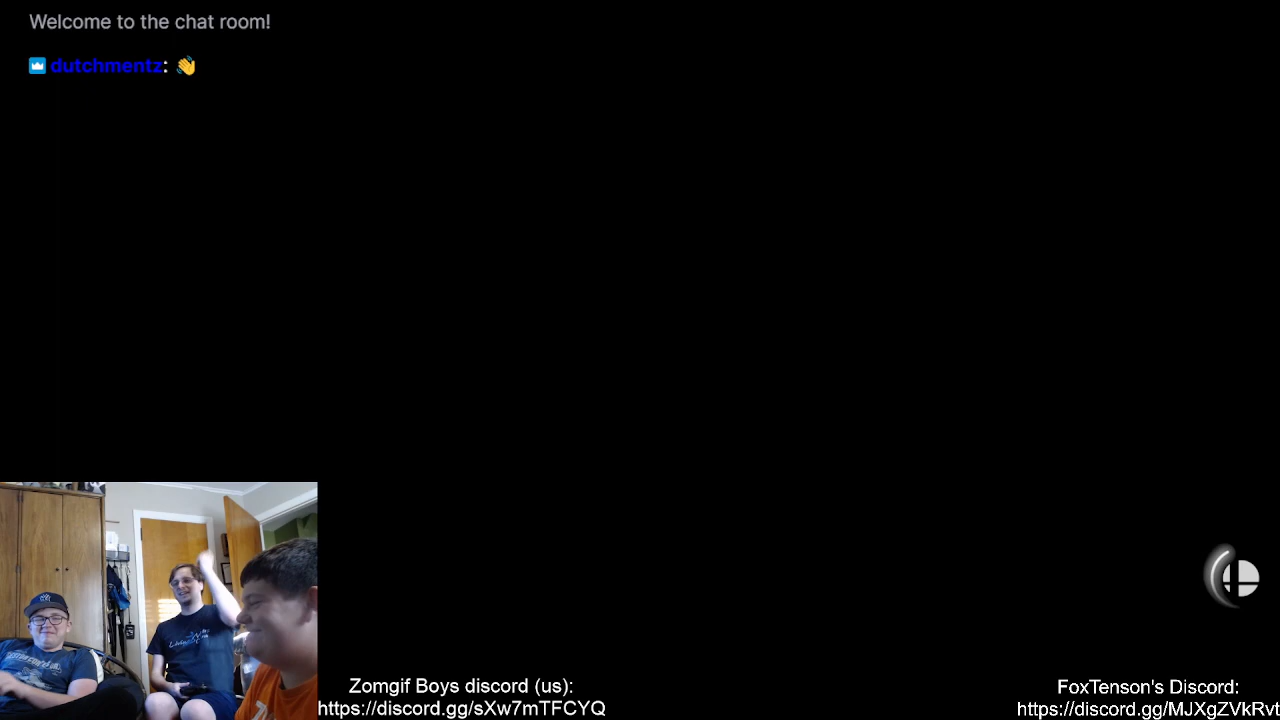 Welcome to the chat room!
dutchmentz: 👋
Zomgif Boys discord (us):
https://discord.gg/sXw7mTFCYQ
FoxTenson's Discord:
https://discord.gg/MJXgZVkRvt